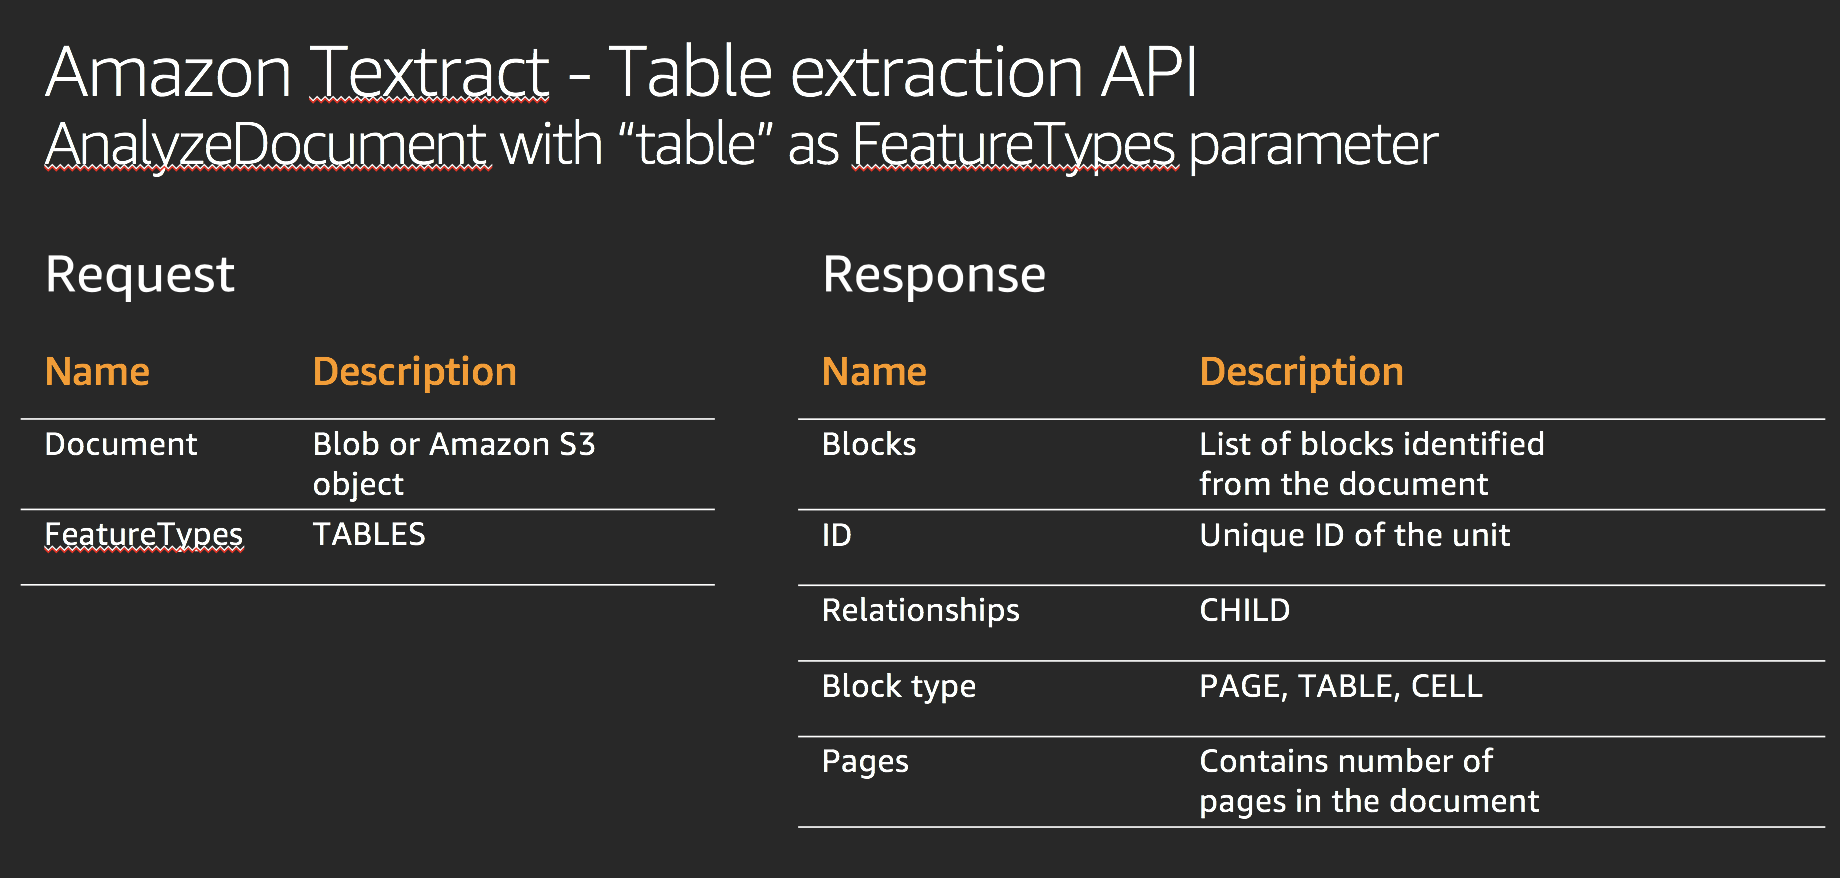 Amazon Textract - Table extraction API
AnalyzeDocument with “table” as FeatureTypes parameter
Request
Name Description
Document Blob or Amazon S3
object
FeatureTypes TABLES
Response
Name Description
Blocks List of blocks identified
from the document
ID Unique ID of the unit
Relationships CHILD
Block type PAGE, TABLE, CELL
Pages Contains number of
pages in the document